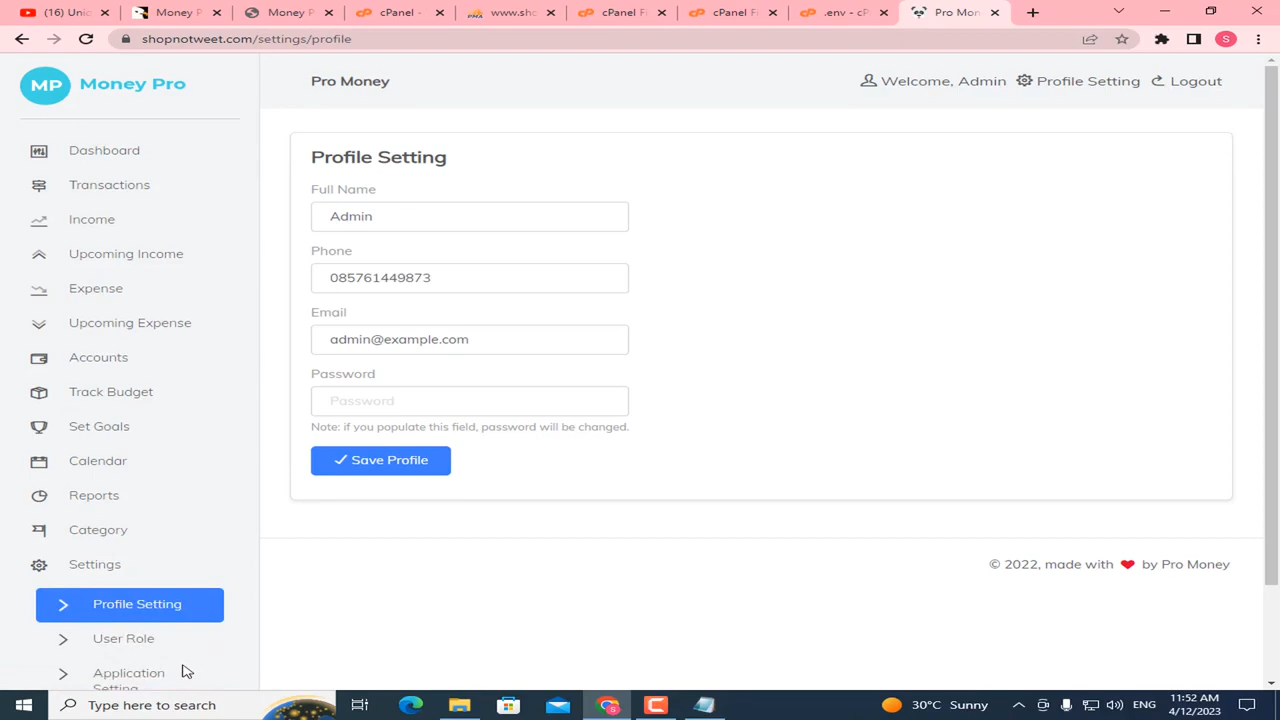 (16) Unic
Money P
Money P
cPanel -
www.sho
cPanel Fi
cPanel Fi
.env - cP
Pro Mon
shopnotweet.com/settings/profile
S
MP Money Pro
Pro Money
Welcome, Admin
Profile Setting
Logout
Dashboard
Transactions
Income
Upcoming Income
Expense
Upcoming Expense
Accounts
Track Budget
Set Goals
Calendar
Reports
Category
Settings
Profile Setting
User Role
Application
Setting
Profile Setting
Full Name
Admin
Phone
085761449873
Email
admin@example.com
Password
Password
Note: if you populate this field, password will be changed.
Save Profile
© 2022, made with ❤ by Pro Money
Type here to search
30°C Sunny
ENG
11:52 AM
4/12/2023